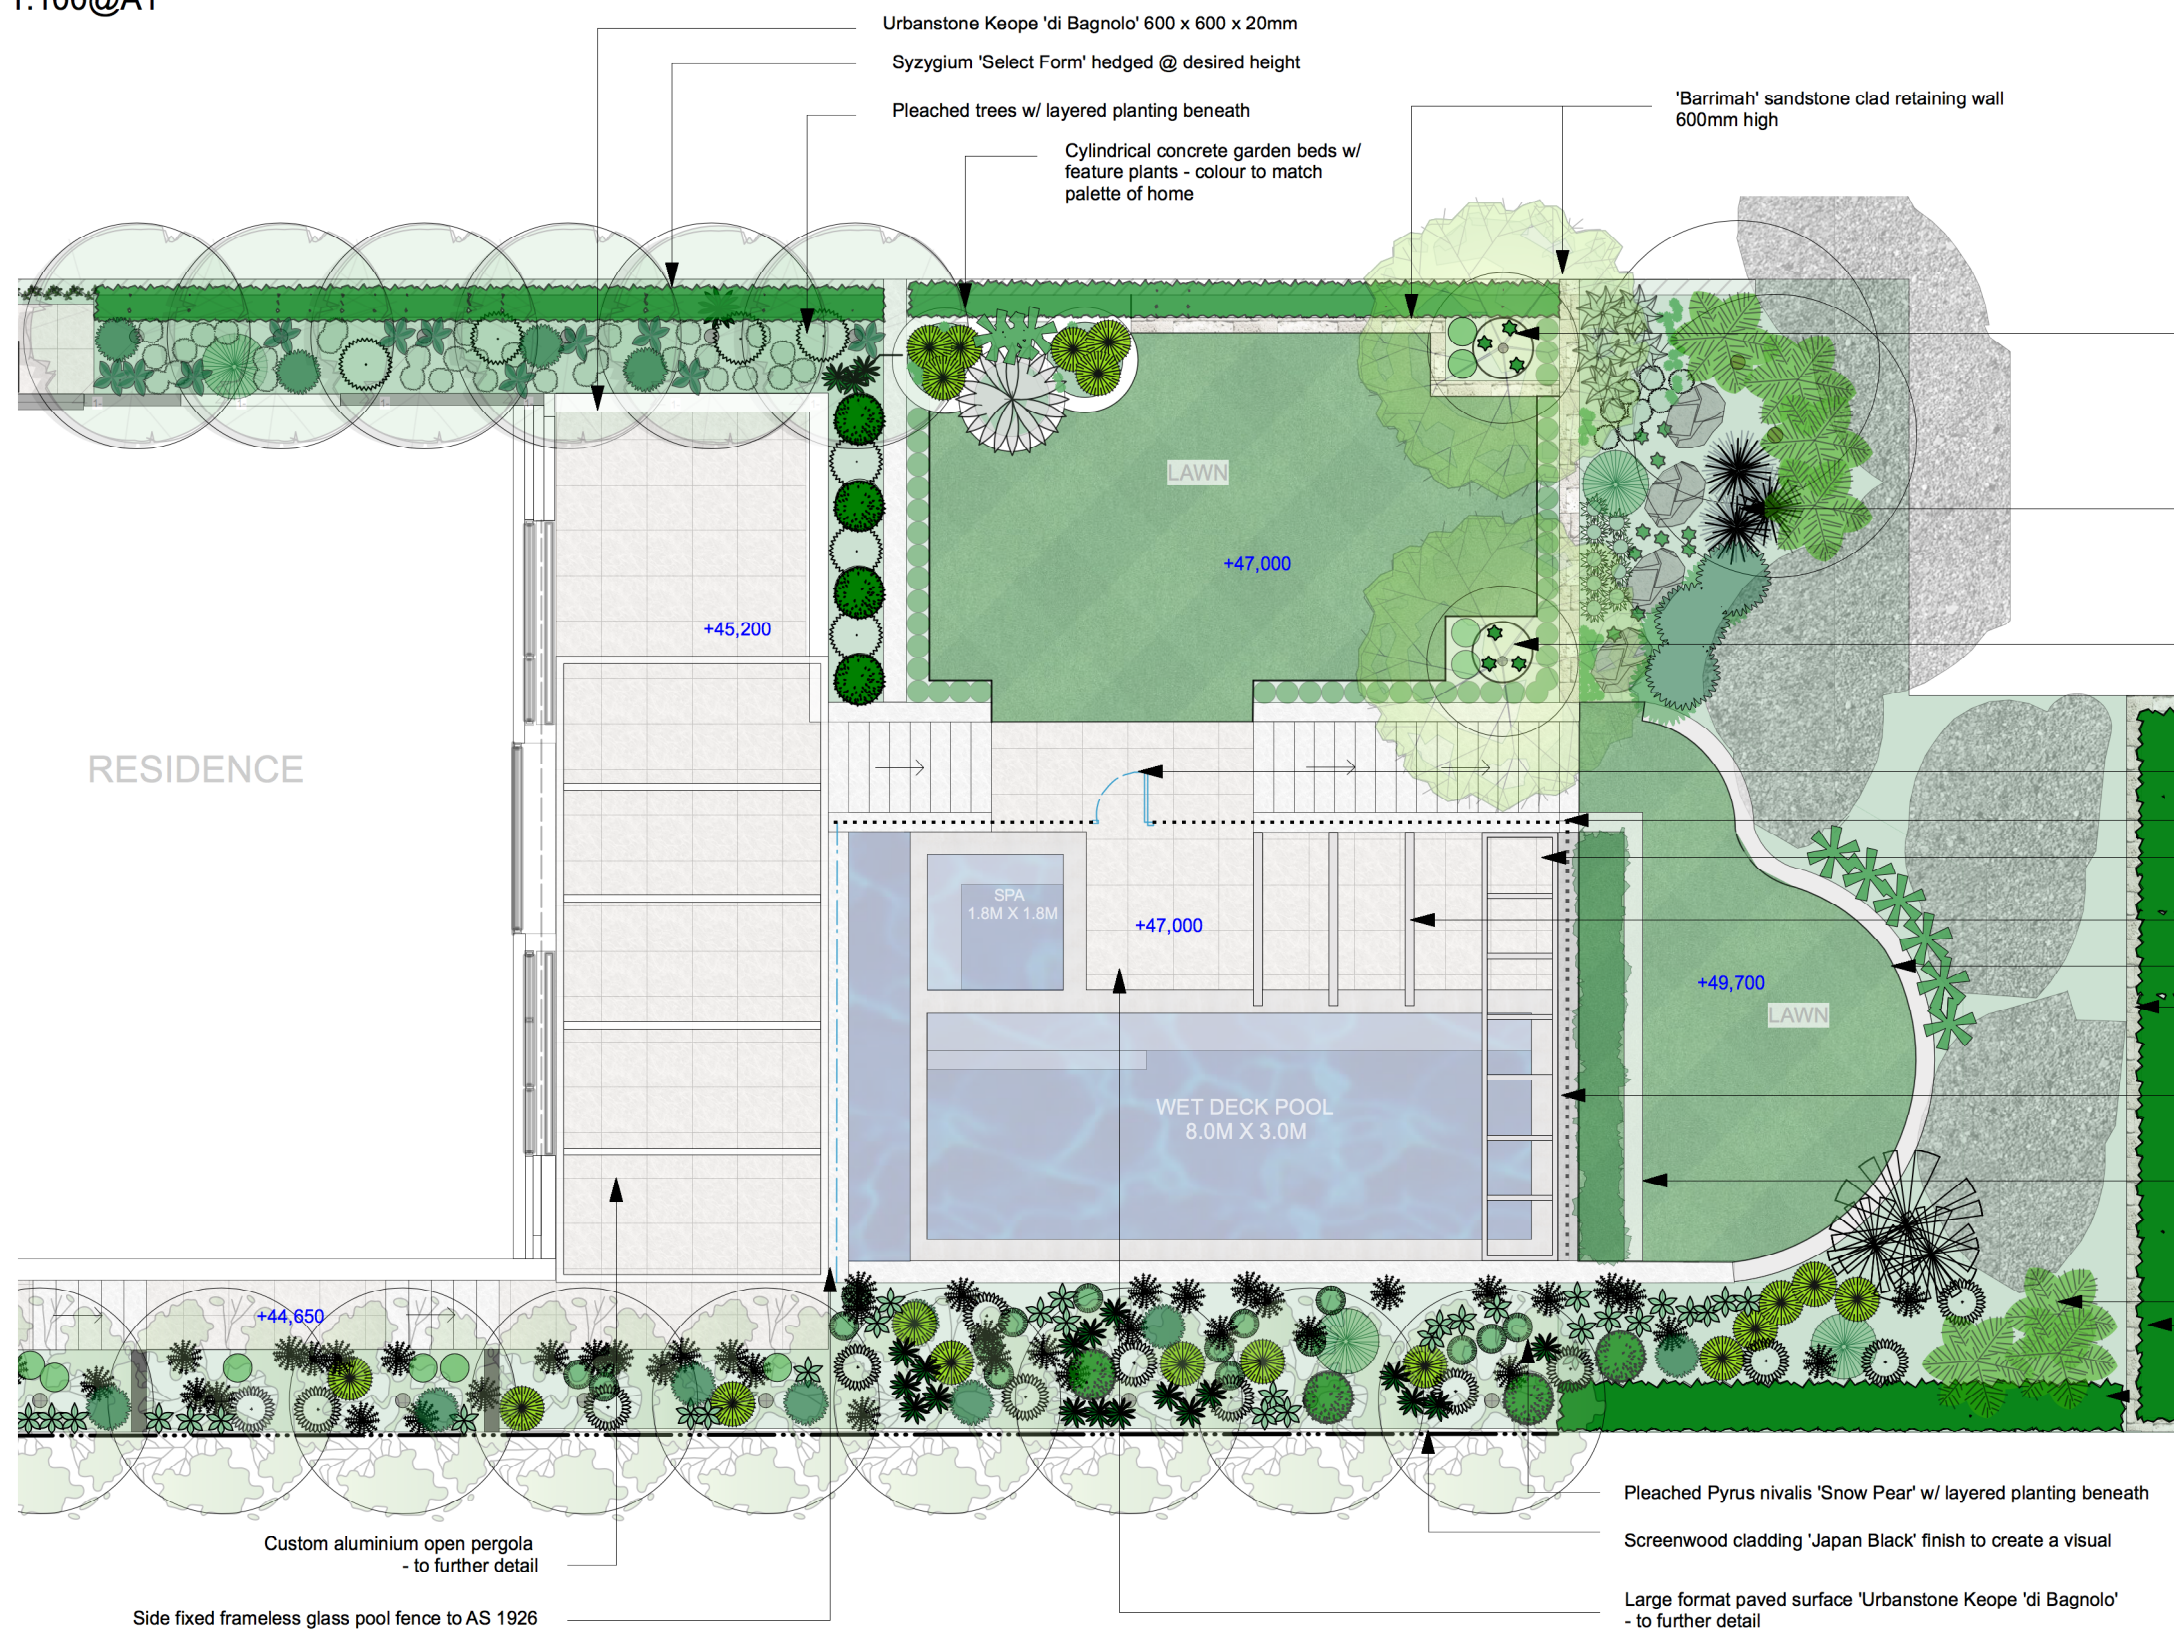 Urbanstone Keope 'di Bagnolo' 600 x 600 x 20mm
Syzygium 'Select Form' hedged @ desired height
Pleached trees w/ layered planting beneath
'Barrimah' sandstone clad retaining wall
600mm high
Cylindrical concrete garden beds w/
feature plants - colour to match
palette of home
LAWN
+47,000
+45,200
RESIDENCE
SPA
1.8M X 1.8M
+47,000
+49,700
LAWN
WET DECK POOL
8.0M X 3.0M
+44,650
Pleached Pyrus nivalis 'Snow Pear' w/ layered planting beneath
Screenwood cladding 'Japan Black' finish to create a visual
Custom aluminium open pergola
- to further detail
Large format paved surface 'Urbanstone Keope 'di Bagnolo'
- to further detail
Side fixed frameless glass pool fence to AS 1926